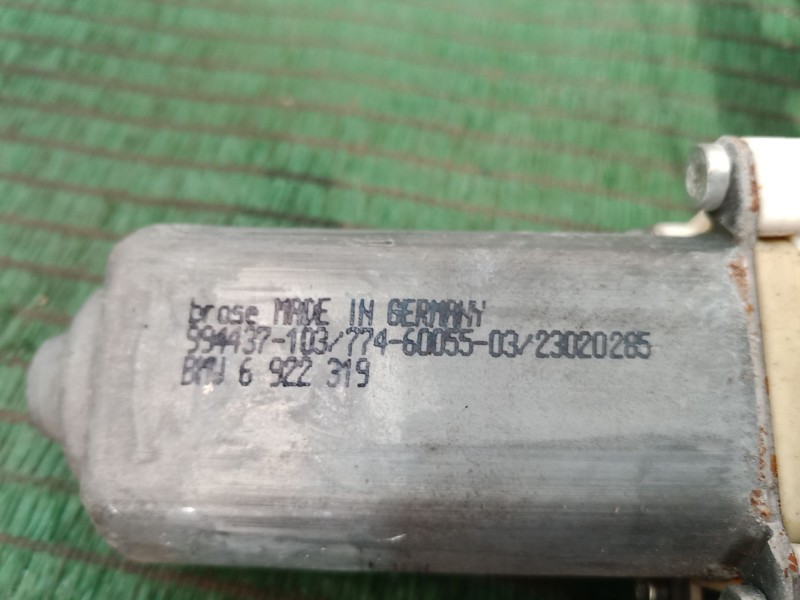 brose MADE IN GERMANY
994437-103/774-60055-03/23020285
BMW 6 922 319